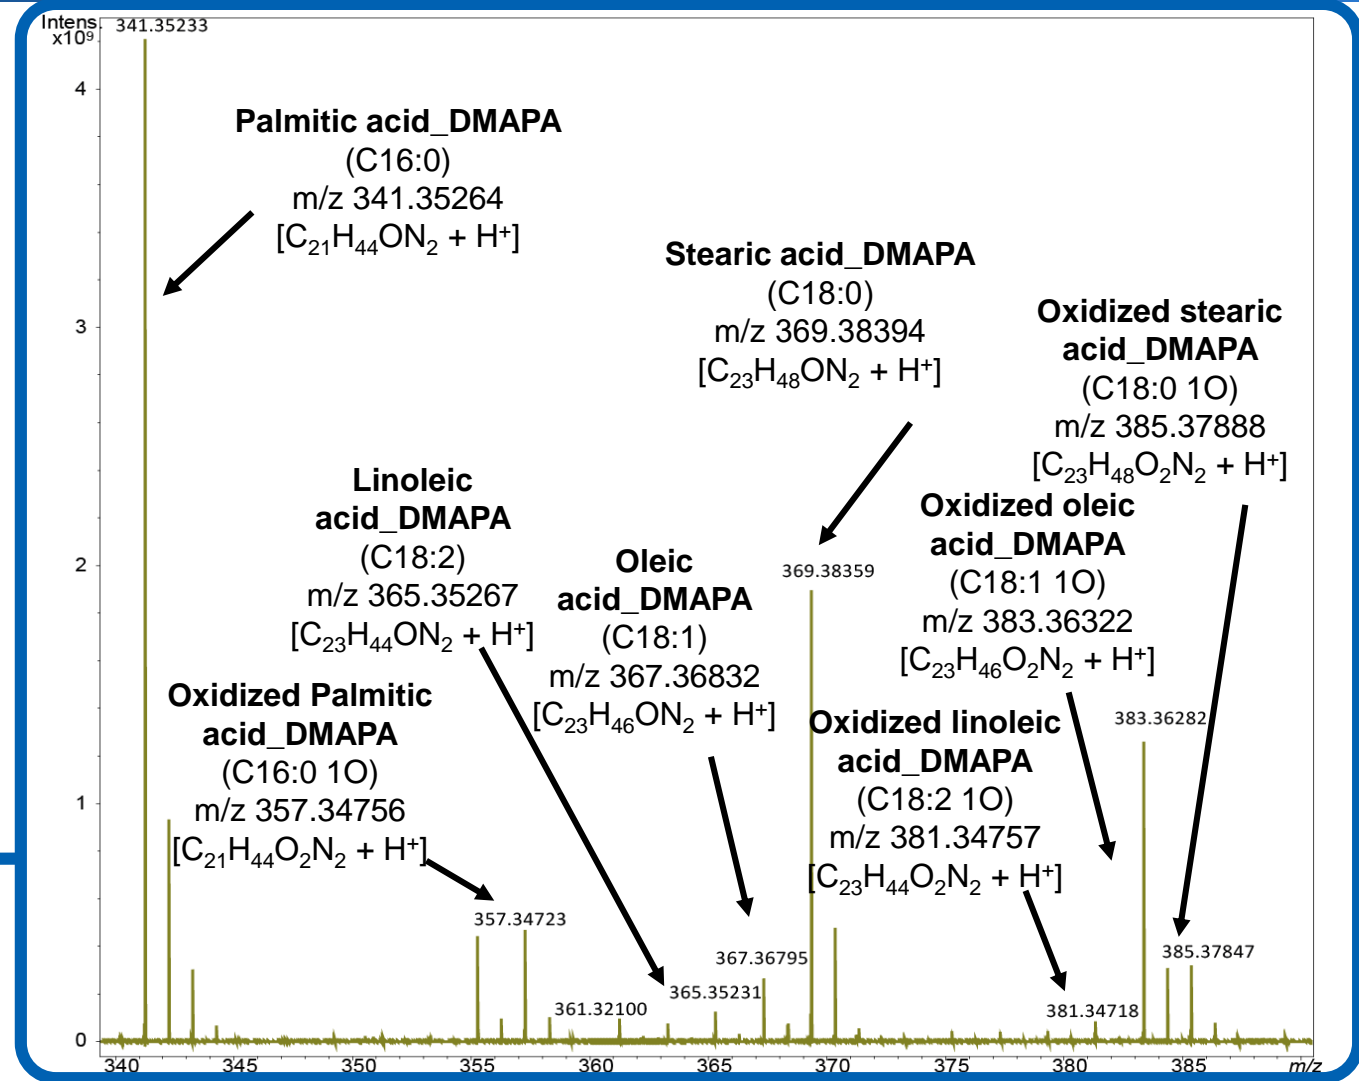 Intens.
x10⁹
341.35233
4
3
2
1
0
Palmitic acid_DMAPA
(C16:0)
m/z 341.35264
[C₂₁H₄₄ON₂ + H⁺]
Stearic acid_DMAPA
(C18:0)
m/z 369.38394
[C₂₃H₄₈ON₂ + H⁺]
Oxidized stearic
acid_DMAPA
(C18:0 1O)
m/z 385.37888
[C₂₃H₄₈O₂N₂ + H⁺]
Linoleic
acid_DMAPA
(C18:2)
m/z 365.35267
[C₂₃H₄₄ON₂ + H⁺]
Oleic
acid_DMAPA
(C18:1)
m/z 367.36832
[C₂₃H₄₆ON₂ + H⁺]
369.38359
Oxidized oleic
acid_DMAPA
(C18:1 1O)
m/z 383.36322
[C₂₃H₄₆O₂N₂ + H⁺]
Oxidized Palmitic
acid_DMAPA
(C16:0 1O)
m/z 357.34756
[C₂₁H₄₄O₂N₂ + H⁺]
Oxidized linoleic
acid_DMAPA
(C18:2 1O)
m/z 381.34757
[C₂₃H₄₄O₂N₂ + H⁺]
383.36282
357.34723
361.32100
365.35231
367.36795
381.34718
385.37847
340 345 350 355 360 365 370 375 380 385 m/z